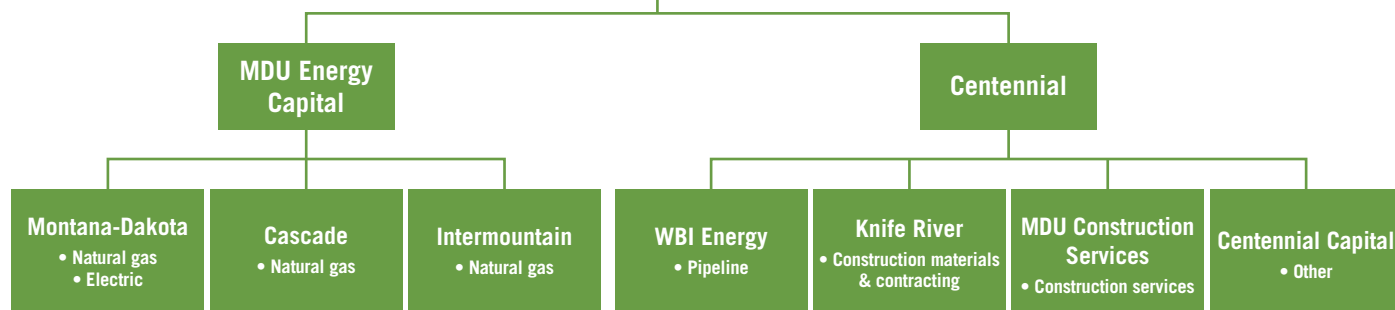 MDU Energy
Capital
Centennial
Montana-Dakota
• Natural gas
• Electric
Cascade
• Natural gas
Intermountain
• Natural gas
WBI Energy
• Pipeline
Knife River
• Construction materials
& contracting
MDU Construction
Services
• Construction services
Centennial Capital
• Other